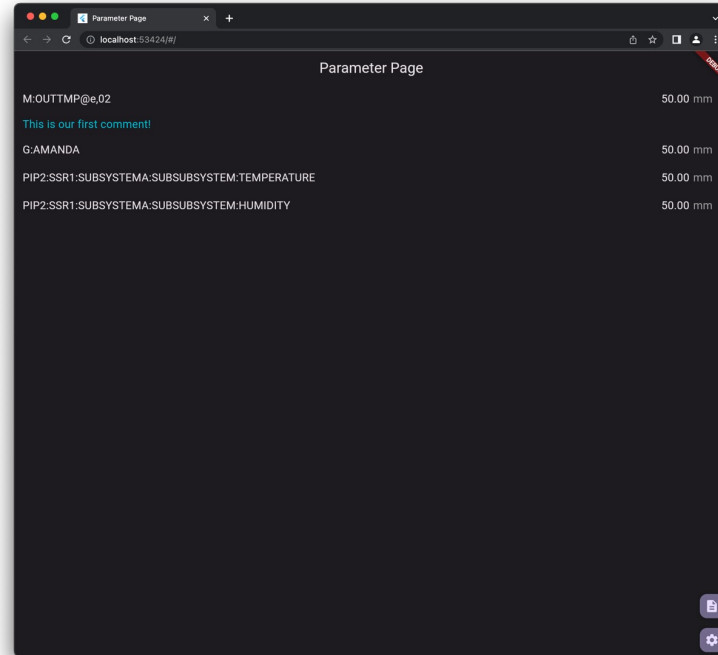 Parameter Page
localhost:53424/#/
DEBUG
Parameter Page
M:OUTTMP@e,02 50.00 mm
This is our first comment!
G:AMANDA 50.00 mm
PIP2:SSR1:SUBSYSTEMA:SUBSUBSYSTEM:TEMPERATURE 50.00 mm
PIP2:SSR1:SUBSYSTEMA:SUBSUBSYSTEM:HUMIDITY 50.00 mm